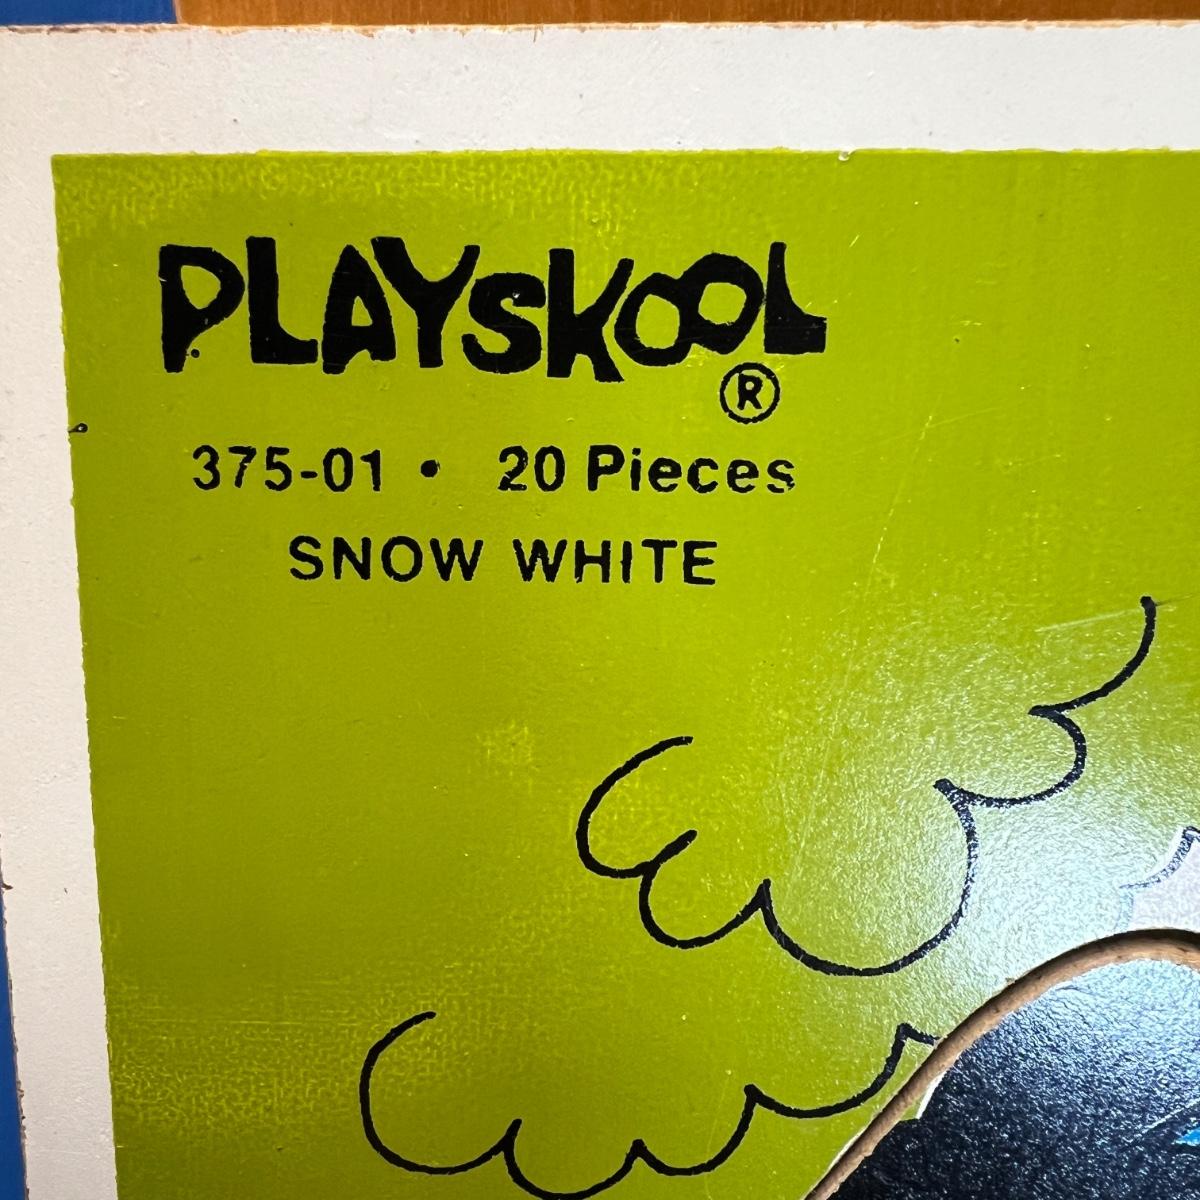 PLAYSKOOL®
375-01 • 20 Pieces
SNOW WHITE